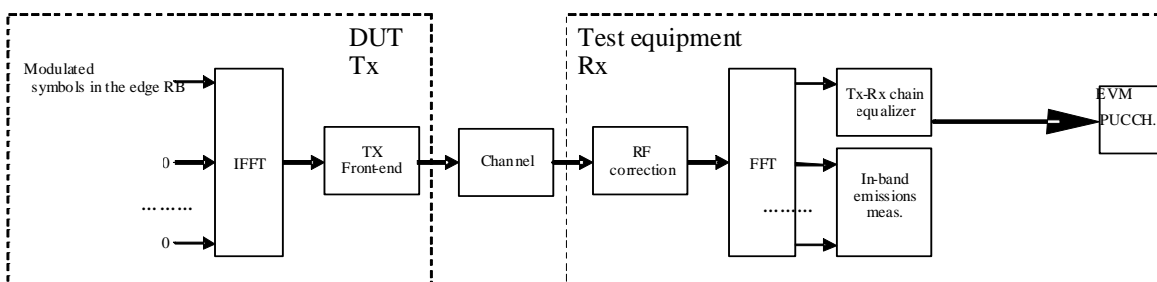 DUT
Tx
Test equipment
Rx
Modulated
symbols in the edge RB
0
………
0
IFFT
TX
Front-end
Channel
RF
correction
FFT
………
Tx-Rx chain
equalizer
In-band
emissions
meas.
EVM
PUCCH.